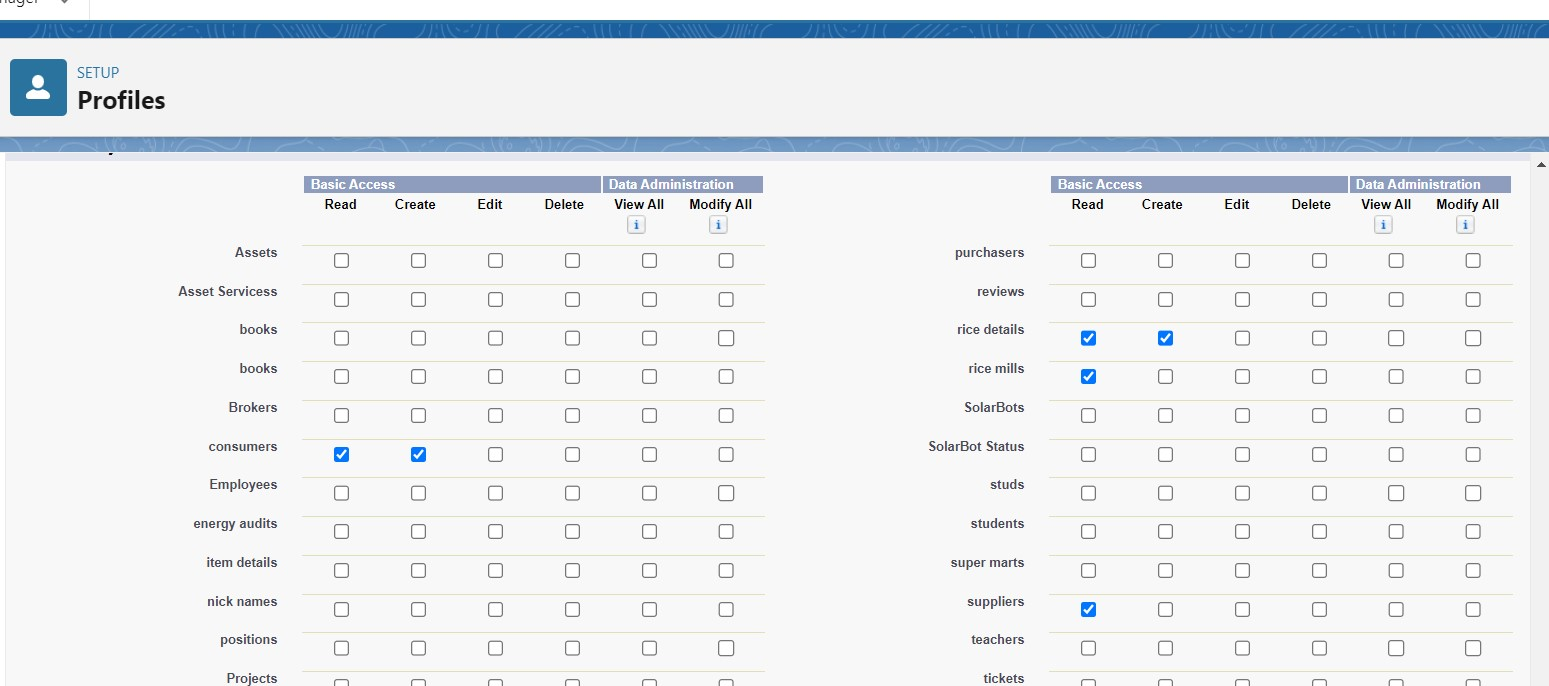 SETUP
Profiles
Basic Access Data Administration Basic Access Data Administration
Read Create Edit Delete View All Modify All Read Create Edit Delete View All Modify All
i i i i
Assets purchasers
Asset Servicess reviews
books rice details
books rice mills
Brokers SolarBots
consumers SolarBot Status
Employees studs
energy audits students
item details super marts
nick names suppliers
positions teachers
Projects tickets